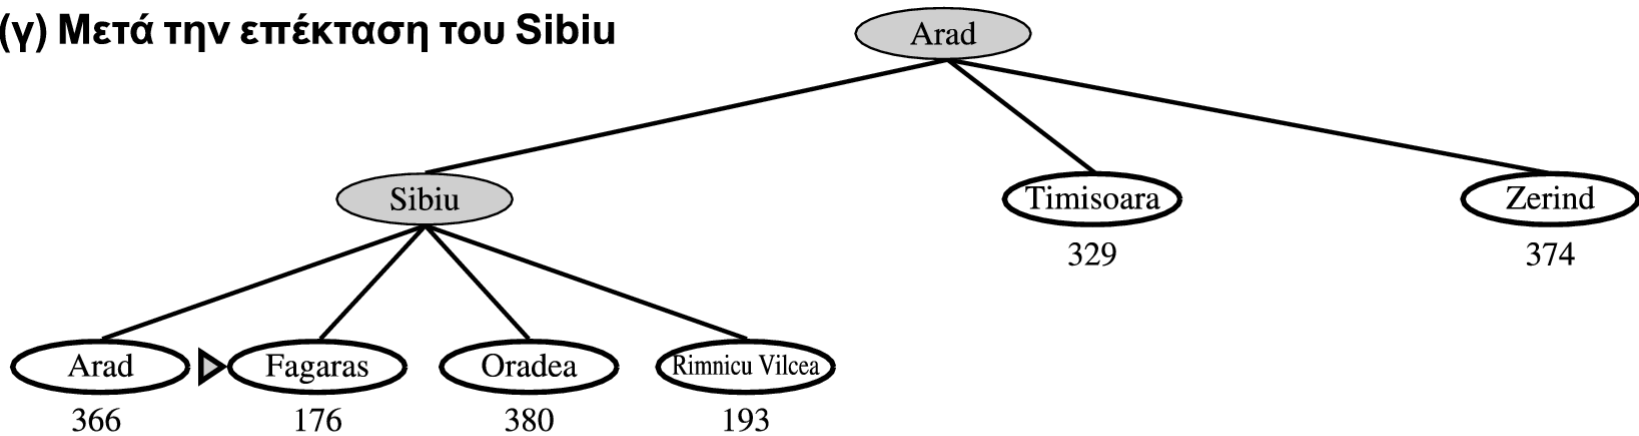 (γ) Μετά την επέκταση του Sibiu
Arad
Sibiu
Timisoara
Zerind
329
374
Arad
Fagaras
Oradea
Rimnicu Vilcea
366
176
380
193